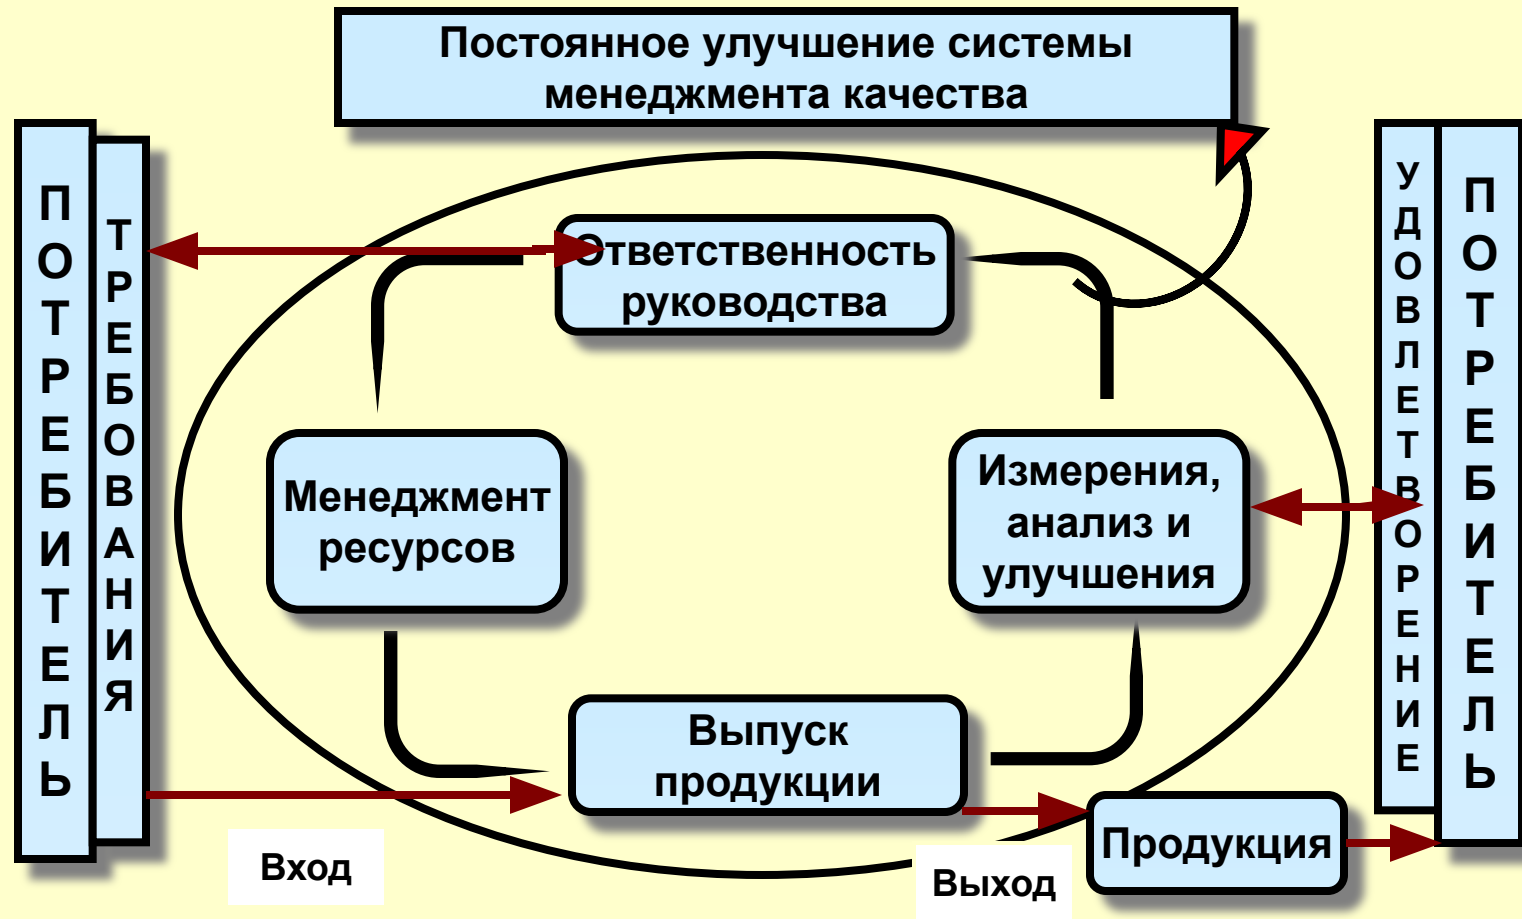 Постоянное улучшение системы
менеджмента качества
ПОТРЕБИТЕЛЬ
ТРЕБОВАНИЯ
Ответственность
руководства
Менеджмент
ресурсов
Измерения,
анализ и
улучшения
Выпуск
продукции
Продукция
Вход
Выход
УДОВЛЕТВОРЕНИЕ
ПОТРЕБИТЕЛЬ